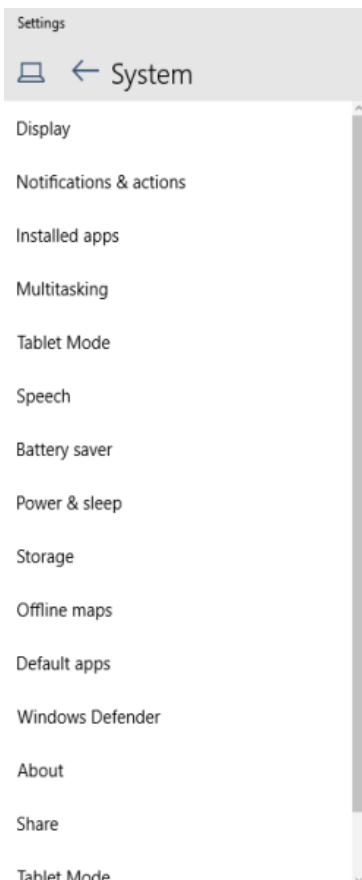 Settings
System
Display
Notifications & actions
Installed apps
Multitasking
Tablet Mode
Speech
Battery saver
Power & sleep
Storage
Offline maps
Default apps
Windows Defender
About
Share
Tablet Mode